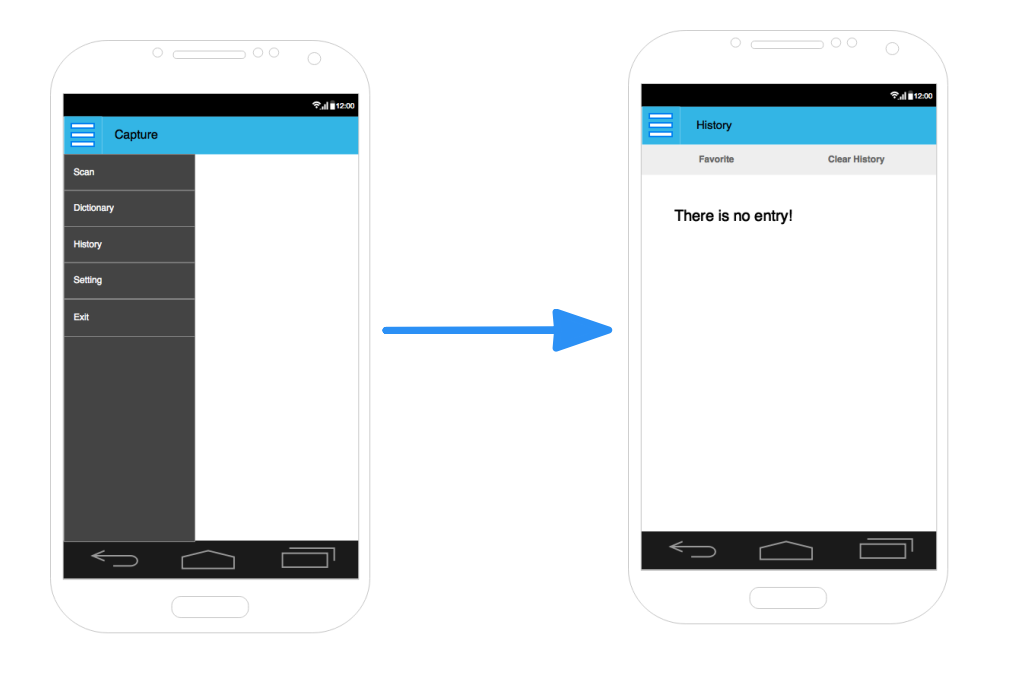 12:00
Capture
Scan
Dictionary
History
Setting
Exit
12:00
History
Favorite Clear History
There is no entry!